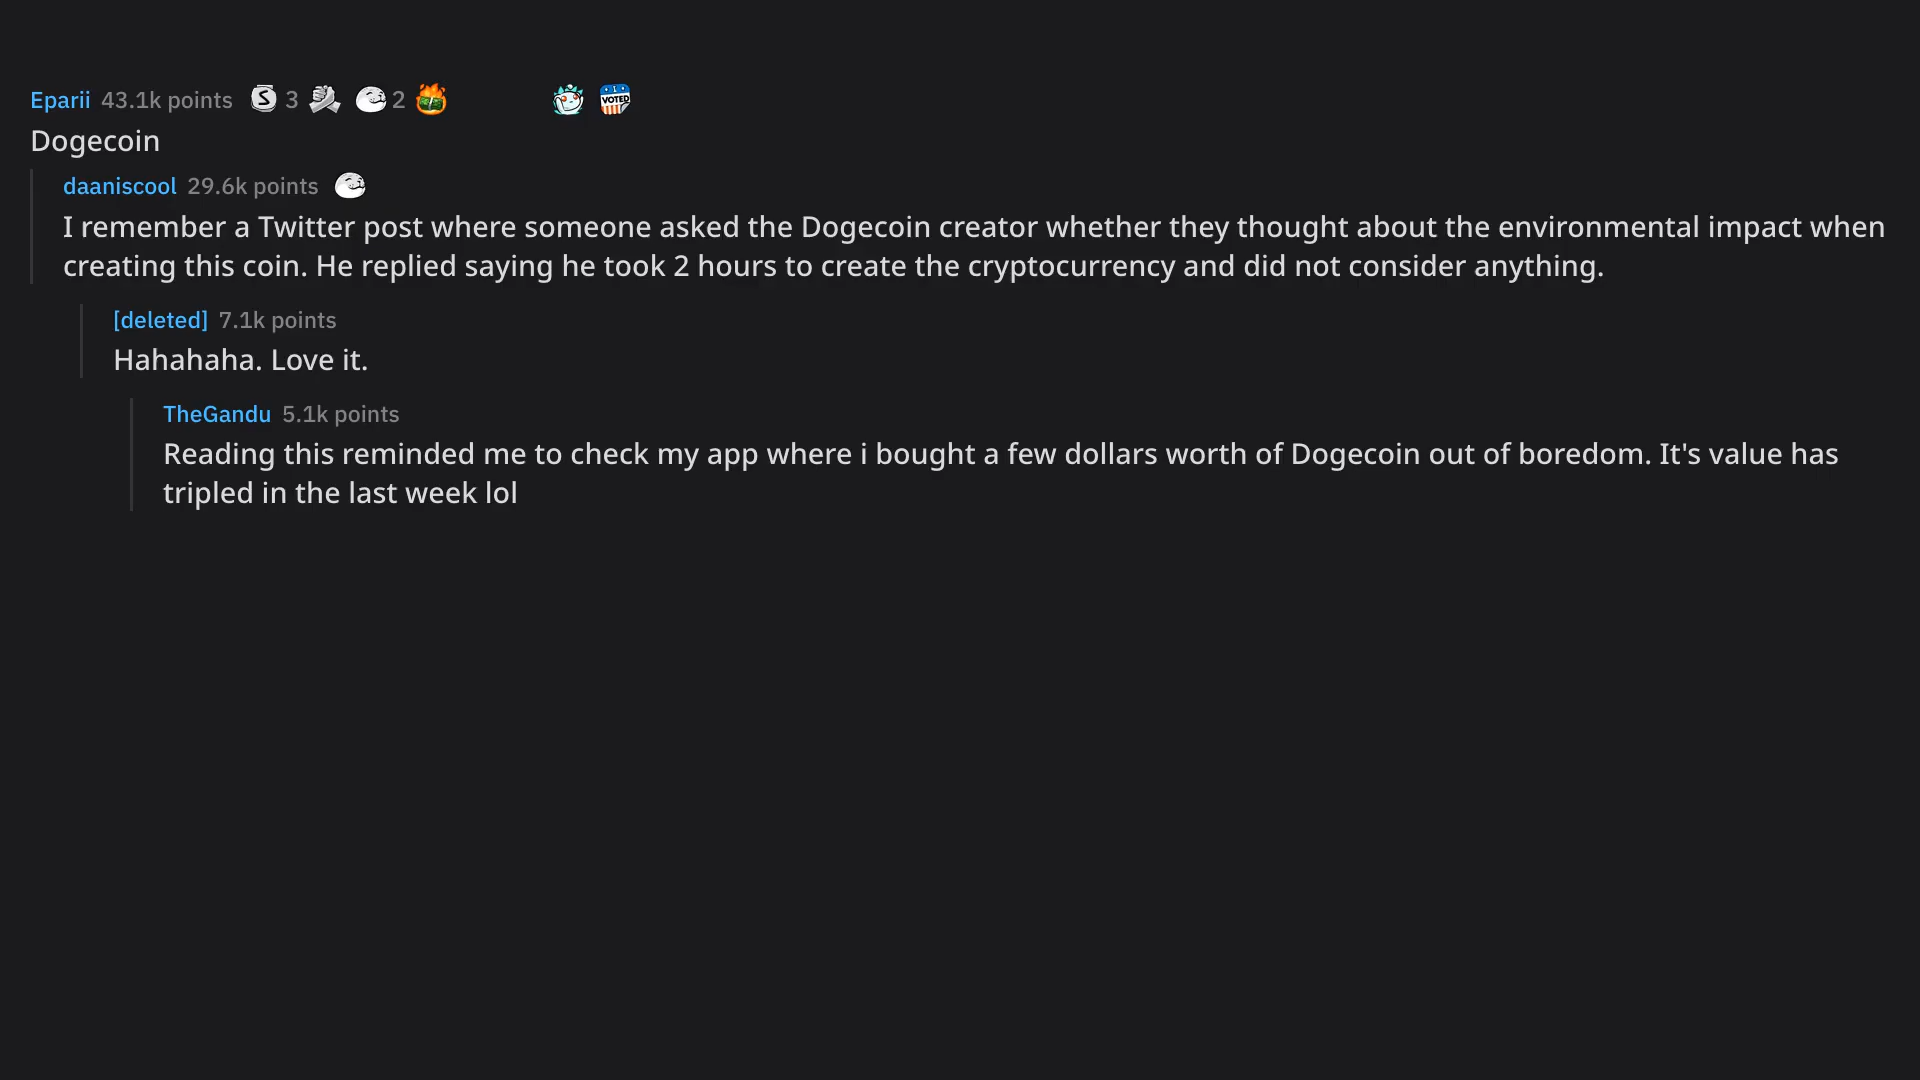 Eparii 43.1k points S 3 2
I VOTED
Dogecoin
daaniscool 29.6k points
I remember a Twitter post where someone asked the Dogecoin creator whether they thought about the environmental impact when
creating this coin. He replied saying he took 2 hours to create the cryptocurrency and did not consider anything.
[deleted] 7.1k points
Hahahaha. Love it.
TheGandu 5.1k points
Reading this reminded me to check my app where i bought a few dollars worth of Dogecoin out of boredom. It's value has
tripled in the last week lol